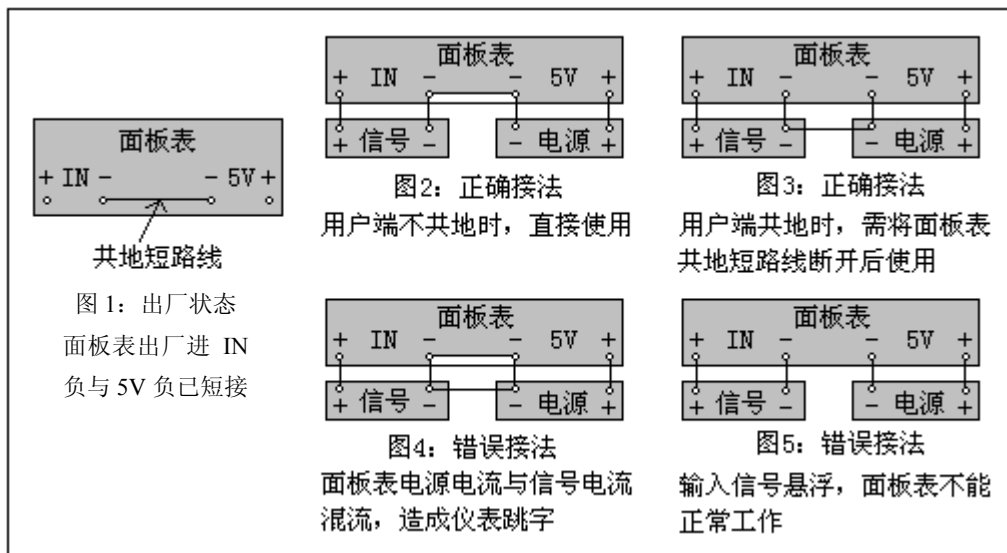 面板表
+ IN - - 5V +
共地短路线
图 1：出厂状态
面板表出厂进 IN
负与 5V 负已短接
面板表
+ IN - - 5V +
+ 信号 - - 电源 +
图2：正确接法
用户端不共地时，直接使用
面板表
+ IN - - 5V +
+ 信号 - - 电源 +
图3：正确接法
用户端共地时，需将面板表
共地短路线断开后使用
面板表
+ IN - - 5V +
+ 信号 - - 电源 +
图4：错误接法
面板表电源电流与信号电流
混流，造成仪表跳字
面板表
+ IN - - 5V +
+ 信号 - - 电源 +
图5：错误接法
输入信号悬浮，面板表不能
正常工作